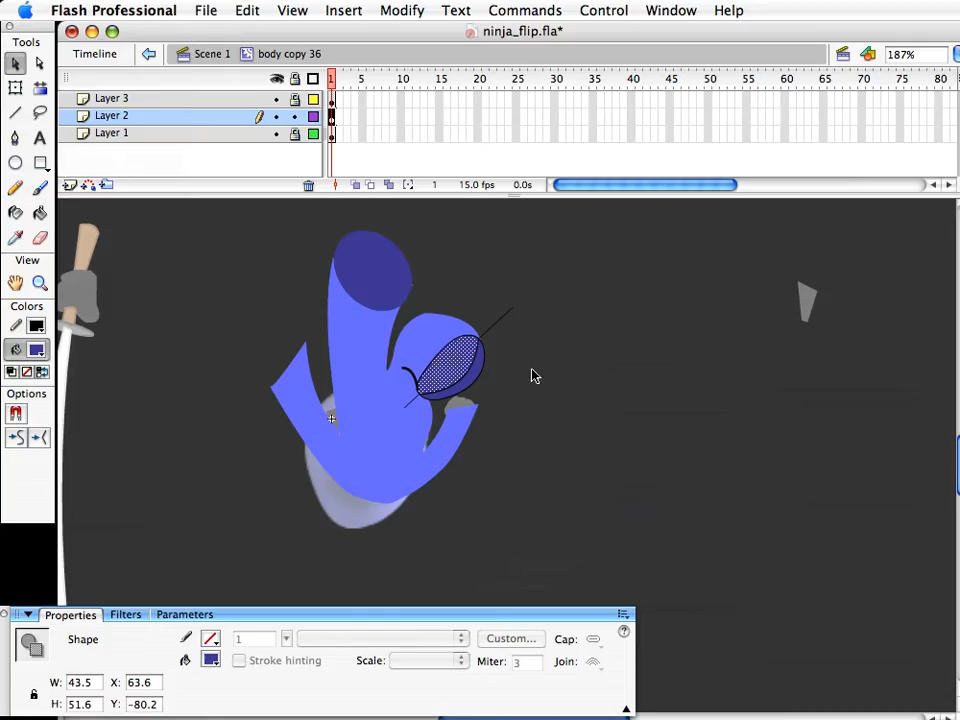 Flash Professional File Edit View Insert Modify Text Commands Control Window Help
ninja_flip.fla*
Tools
Timeline Scene 1 body copy 36 187%
1 5 10 15 20 25 30 35 40 45 50 55 60 65 70 75 80
Layer 3
Layer 2
Layer 1
1 15.0 fps 0.0s
View
Colors
Options
Properties Filters Parameters
Shape 1 Custom... Cap:
Stroke hinting Scale: Miter: 3 Join:
W: 43.5 X: 63.6
H: 51.6 Y: -80.2